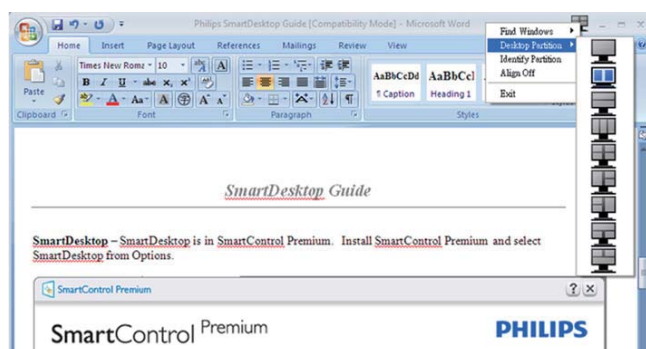 Philips SmartDesktop Guide [Compatibility Mode] - Microsoft Word
Find Windows
Desktop Partition
Identify Partition
Align Off
Exit
Home Insert Page Layout References Mailings Review View
Times New Roma 10
Paste
B I U abe x₂ x²
AaBbCcDd AaBbCcl
¶ Caption Heading 1
Clipboard Font Paragraph Styles
SmartDesktop Guide
SmartDesktop – SmartDesktop is in SmartControl Premium. Install SmartControl Premium and select
SmartDesktop from Options.
SmartControl Premium
SmartControl Premium PHILIPS